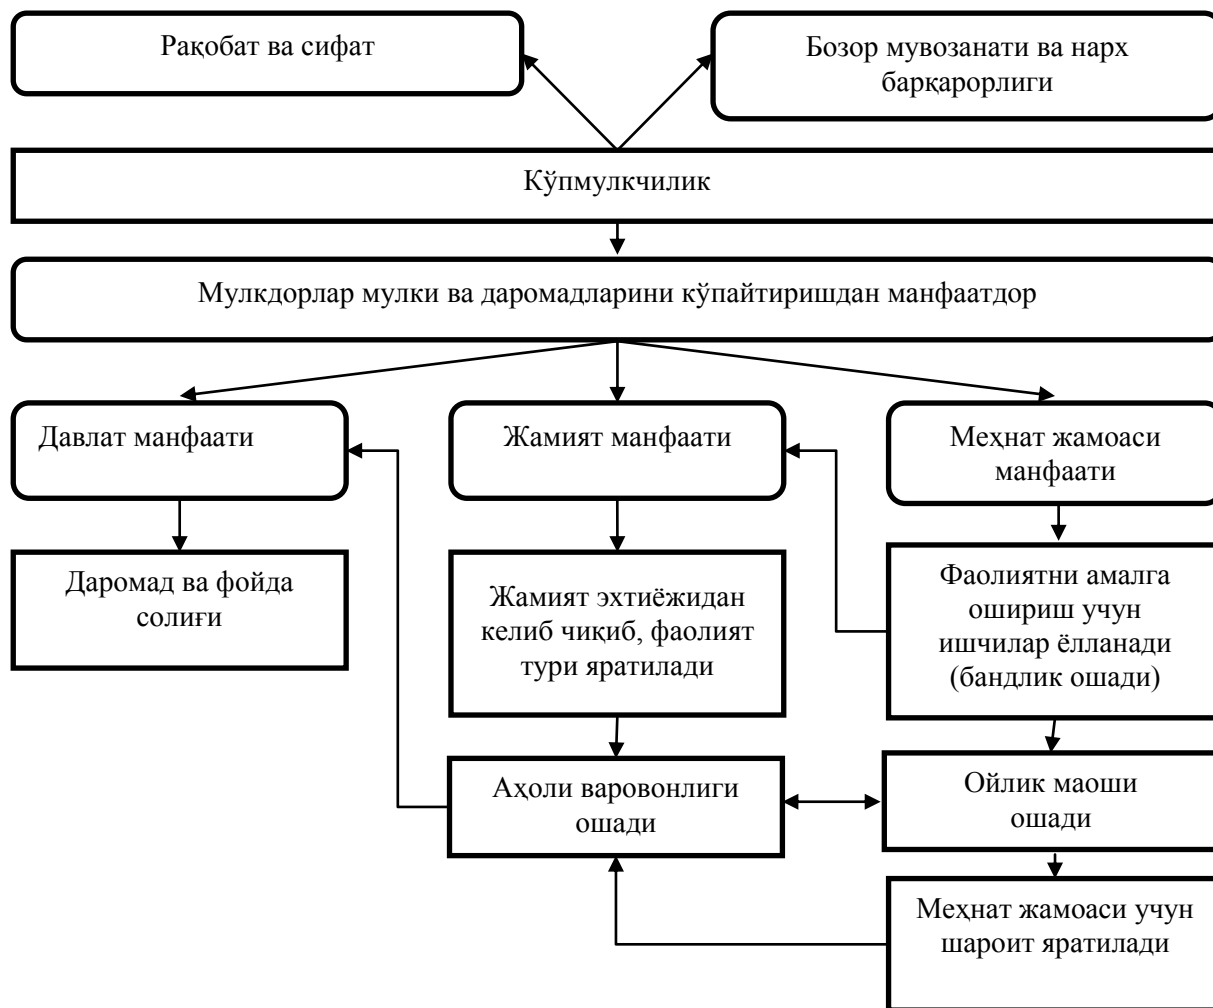 Рақобат ва сифат
Бозор мувозанати ва нарх
барқарорлиги
Кўпмулкчилик
Мулкдорлар мулки ва даромадларини кўпайтиришдан манфаатдор
Давлат манфаати
Жамият манфаати
Меҳнат жамоаси
манфаати
Даромад ва фойда
солиғи
Жамият эхтиёжидан
келиб чиқиб, фаолият
тури яратилади
Фаолиятни амалга
ошириш учун
ишчилар ёлланади
(бандлик ошади)
Аҳоли варовонлиги
ошади
Ойлик маоши
ошади
Меҳнат жамоаси учун
шароит яратилади